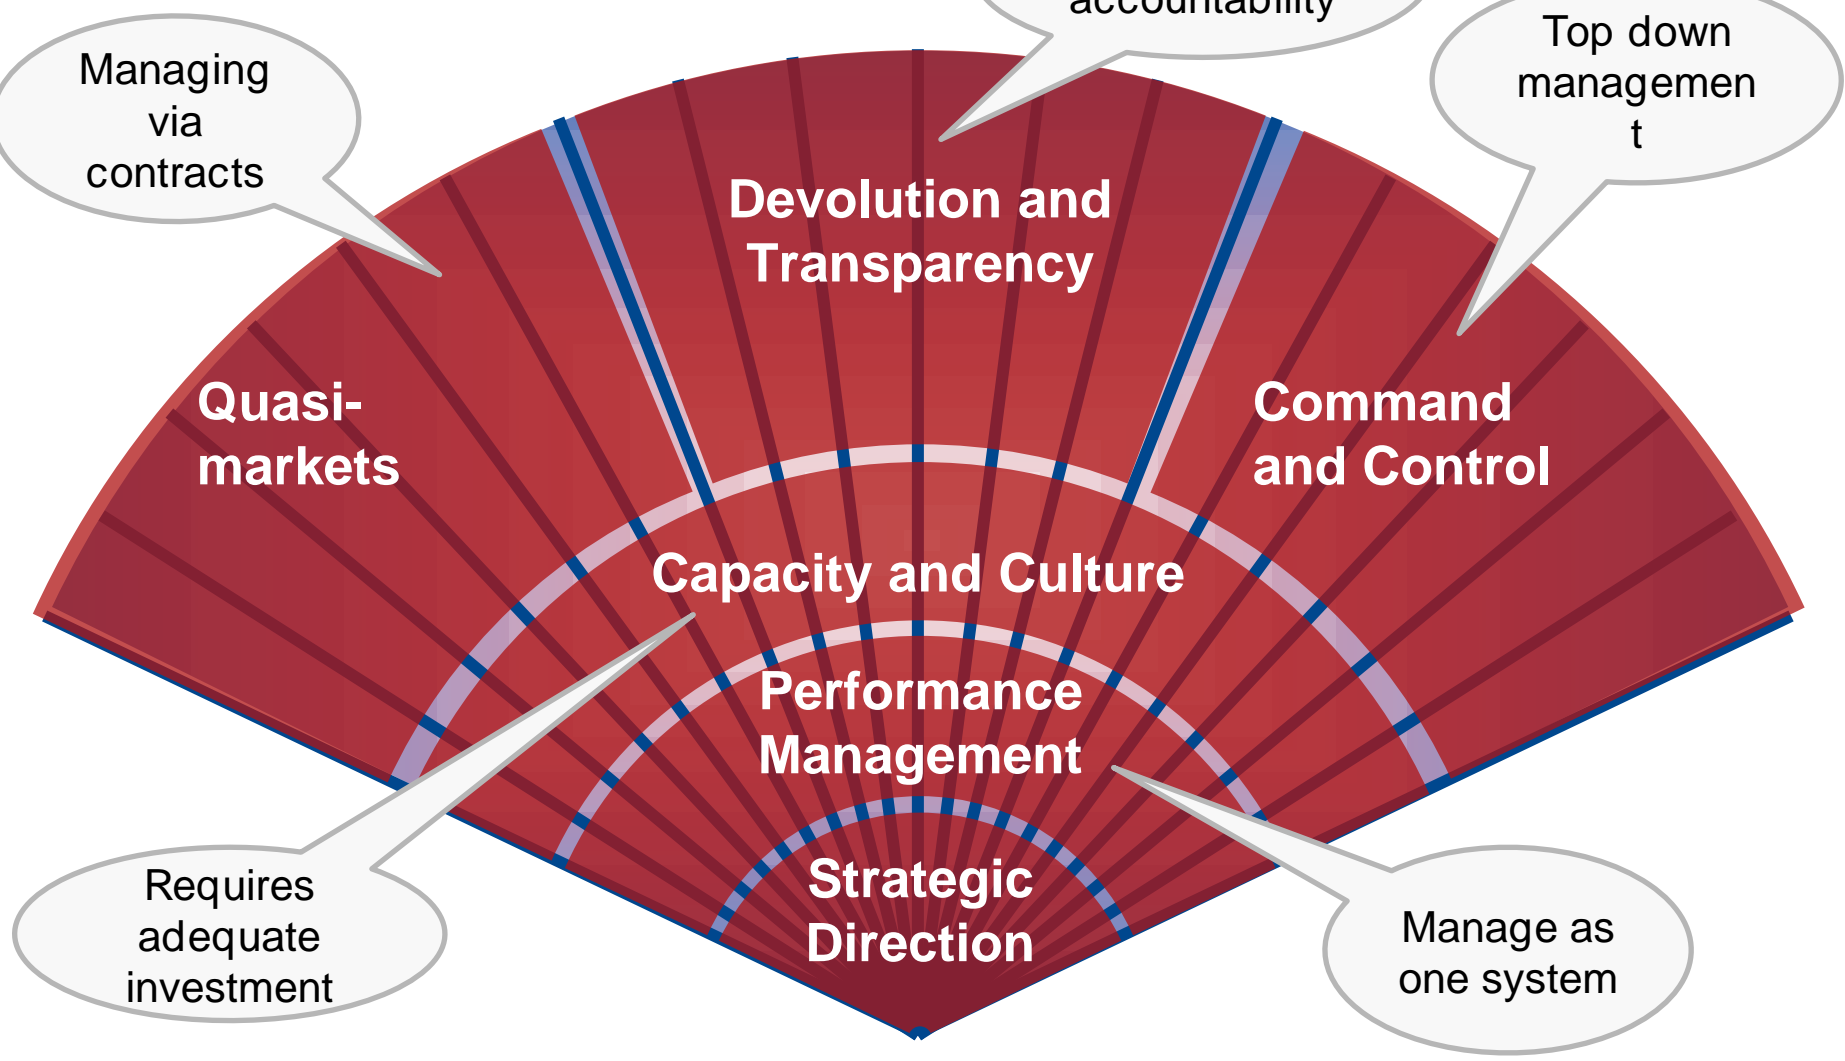 accountability
Top down
managemen
t
Managing
via
contracts
Devolution and
Transparency
Quasi-
markets
Command
and Control
Capacity and Culture
Performance
Management
Strategic
Direction
Requires
adequate
investment
Manage as
one system